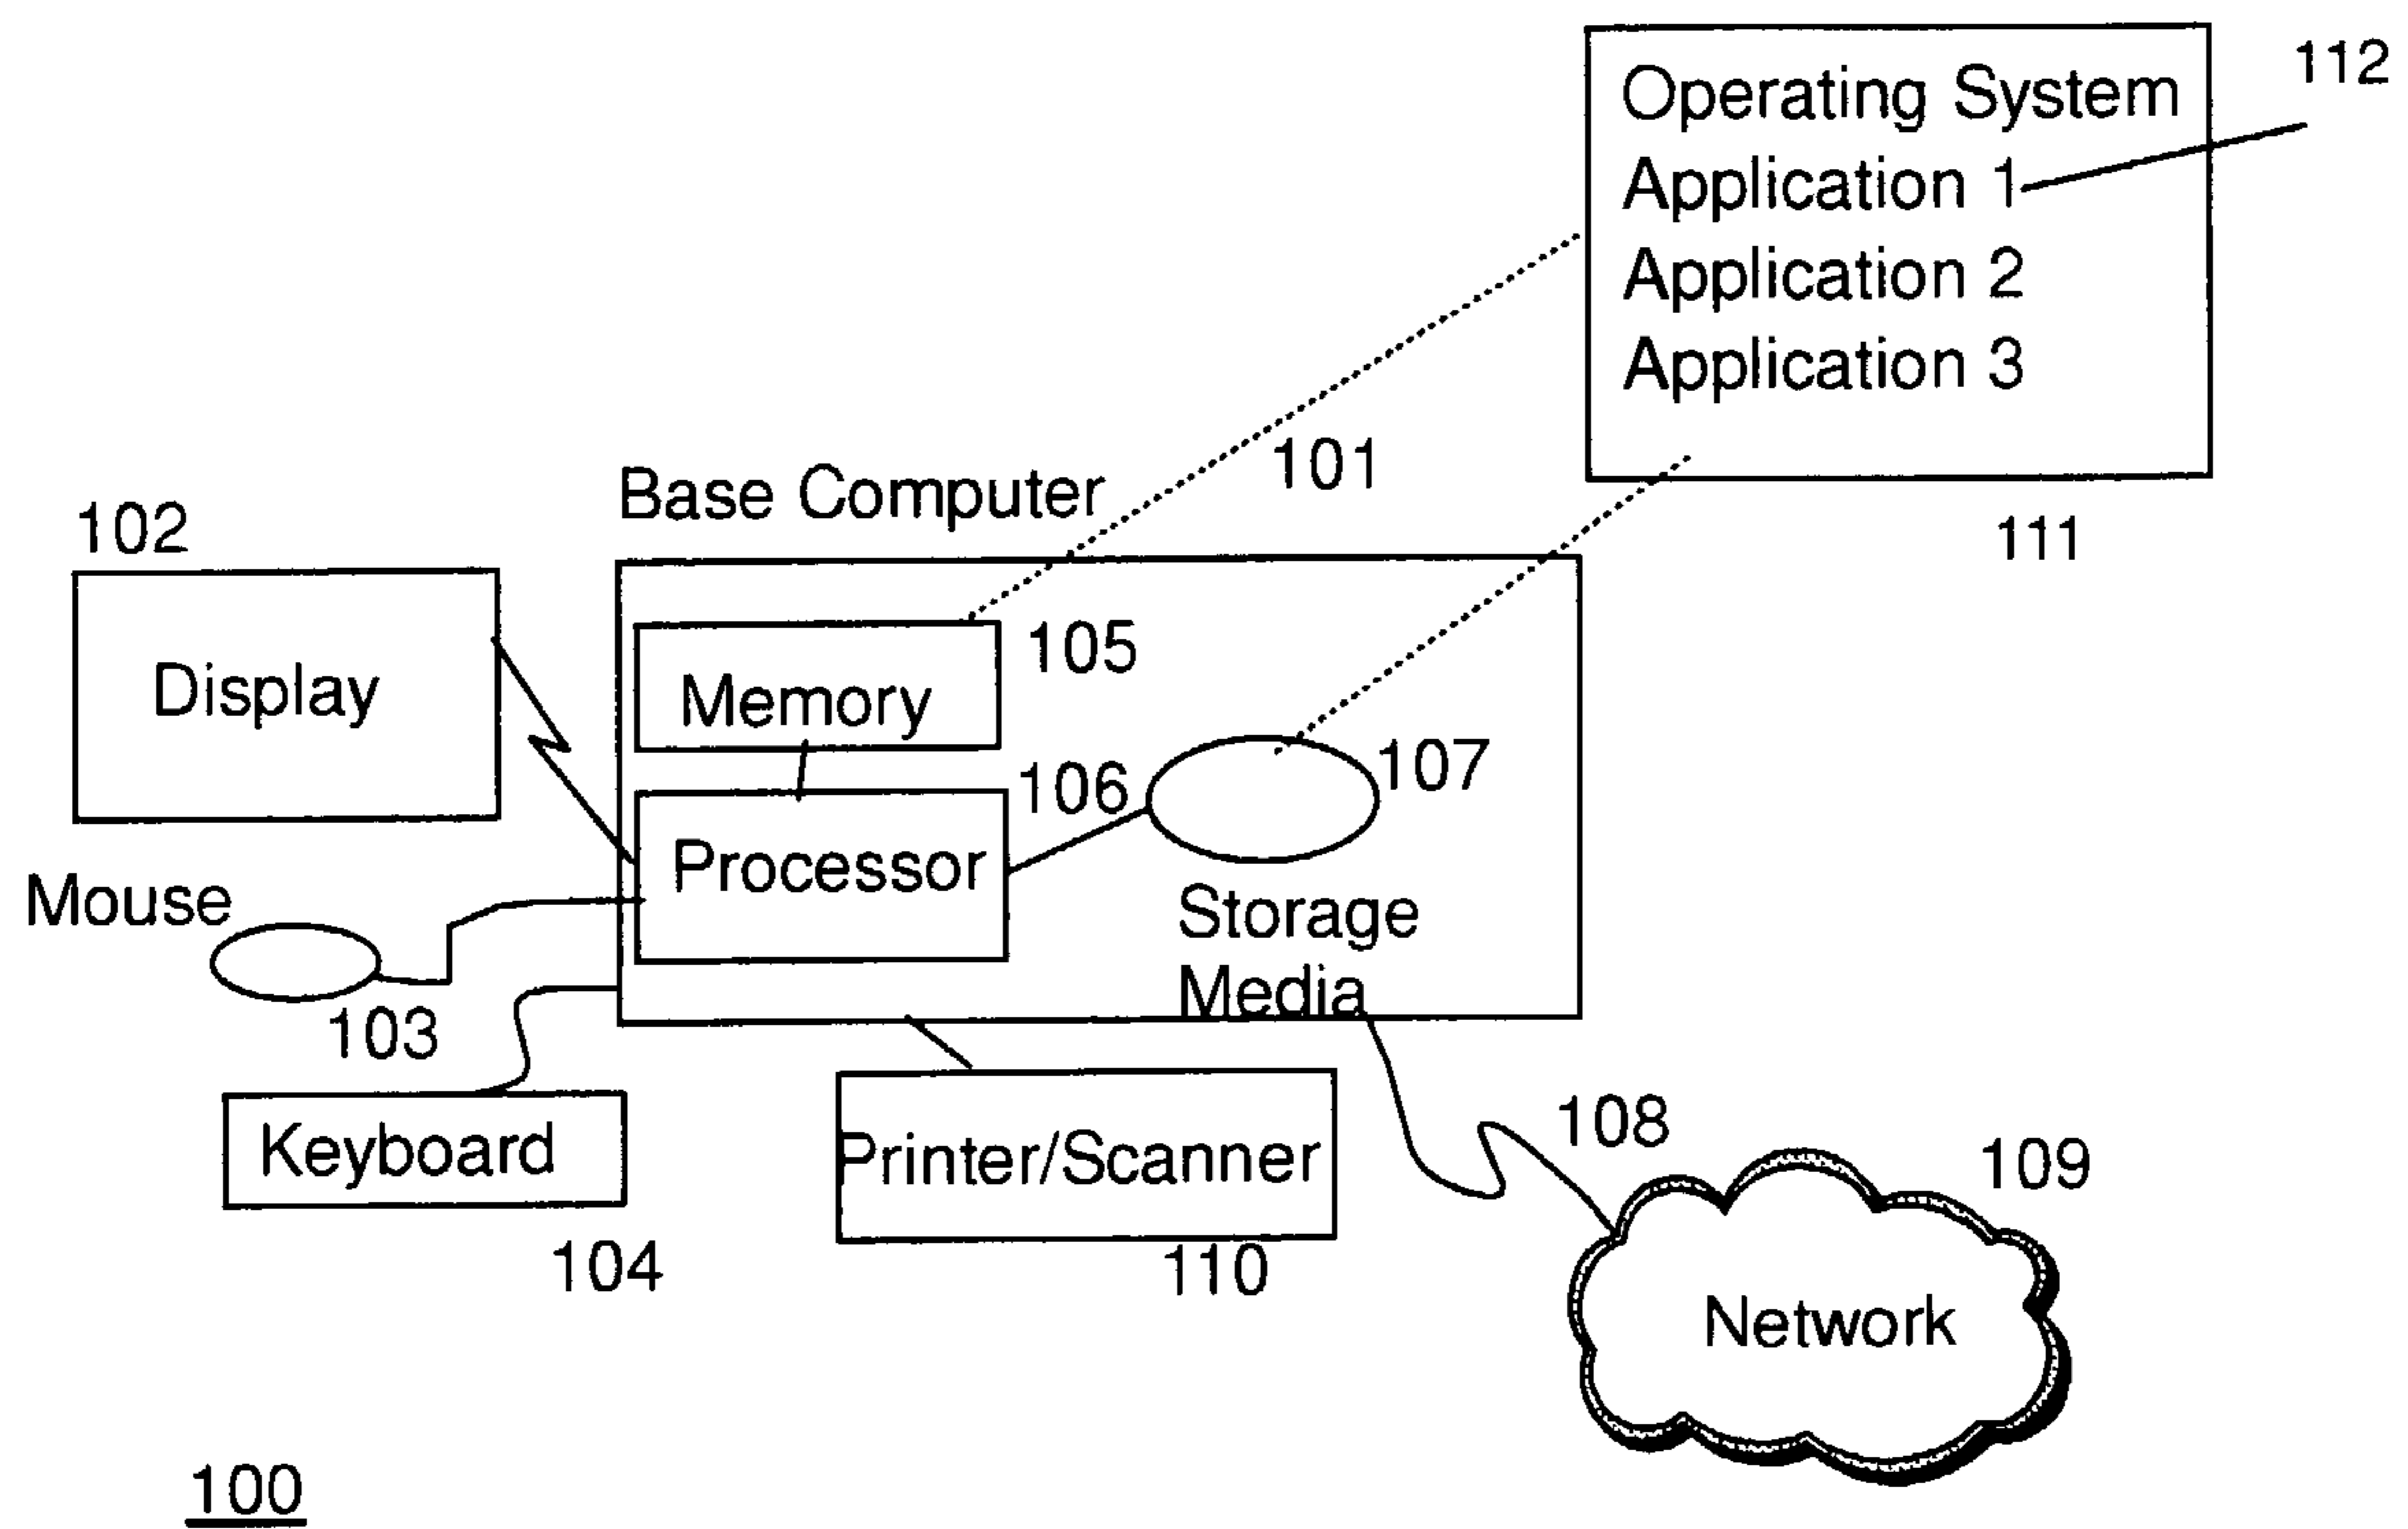 112
Operating System
Application 1
Application 2
Application 3
111
101
Base Computer
102
Display
105
Memory
106
107
Processor
Storage
Media
Mouse
103
Keyboard
104
Printer/Scanner
110
108
109
Network
100